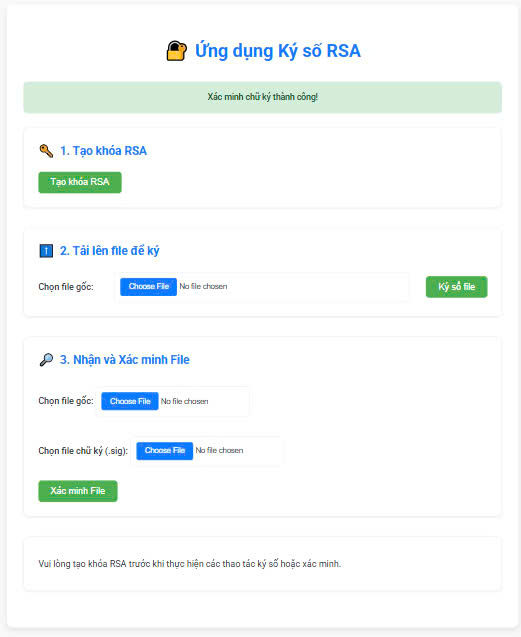 Ứng dụng Ký số RSA
Xác minh chữ ký thành công!
1. Tạo khóa RSA
Tạo khóa RSA
2. Tải lên file để ký
Chọn file gốc: Choose File No file chosen Ký số file
3. Nhận và Xác minh File
Chọn file gốc: Choose File No file chosen
Chọn file chữ ký (.sig): Choose File No file chosen
Xác minh File
Vui lòng tạo khóa RSA trước khi thực hiện các thao tác ký số hoặc xác minh.